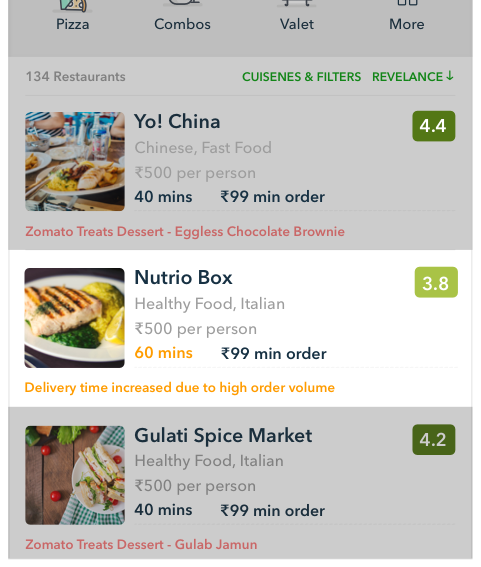 Pizza Combos Valet More
134 Restaurants CUISENES & FILTERS REVELANCE↓
Yo! China 4.4
Chinese, Fast Food
₹500 per person
40 mins ₹99 min order
Zomato Treats Dessert - Eggless Chocolate Brownie
Nutrio Box 3.8
Healthy Food, Italian
₹500 per person
60 mins ₹99 min order
Delivery time increased due to high order volume
Gulati Spice Market 4.2
Healthy Food, Italian
₹500 per person
40 mins ₹99 min order
Zomato Treats Dessert - Gulab Jamun